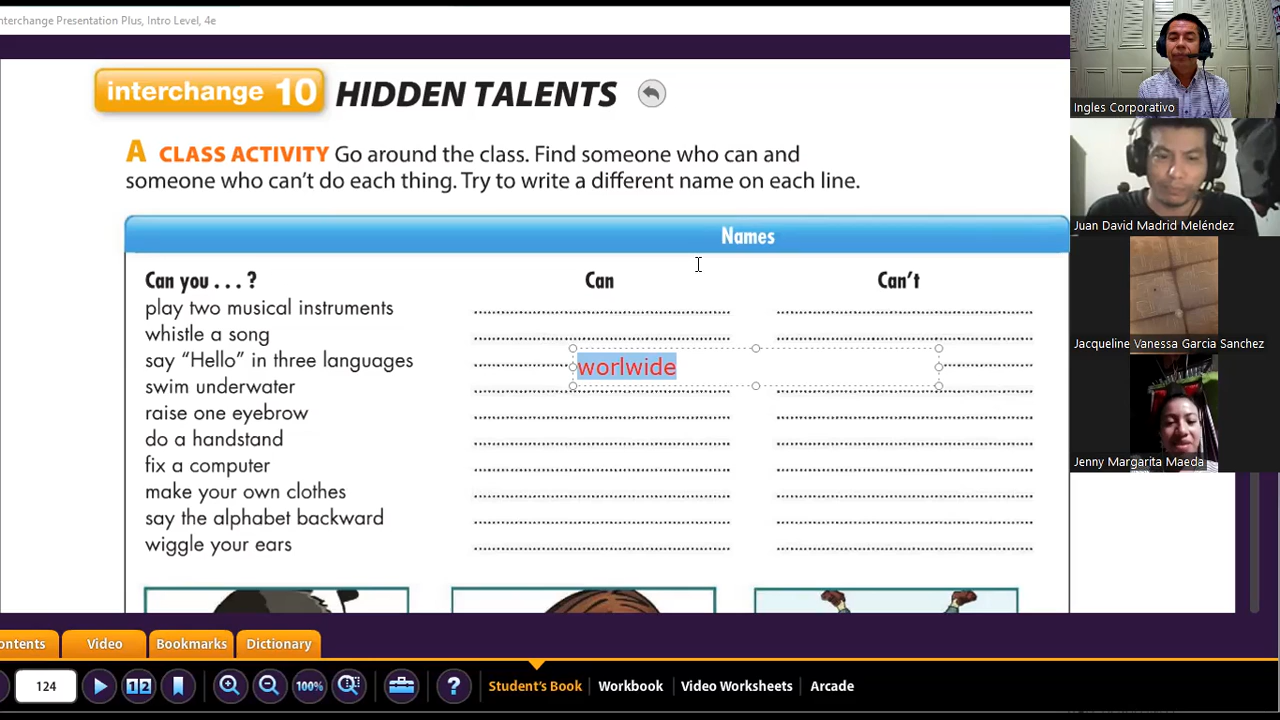 nterchange Presentation Plus, Intro Level, 4e
interchange 10 HIDDEN TALENTS
A CLASS ACTIVITY Go around the class. Find someone who can and
someone who can't do each thing. Try to write a different name on each line.
Names
Can you . . . ? Can Can't
play two musical instruments
whistle a song
say "Hello" in three languages
worlwide
swim underwater
raise one eyebrow
do a handstand
fix a computer
make your own clothes
say the alphabet backward
wiggle your ears
Ingles Corporativo
Juan David Madrid Meléndez
Jacqueline Vanessa Garcia Sanchez
Jenny Margarita Maeda
ontents Video Bookmarks Dictionary
124 12 100% ? Student's Book Workbook Video Worksheets Arcade